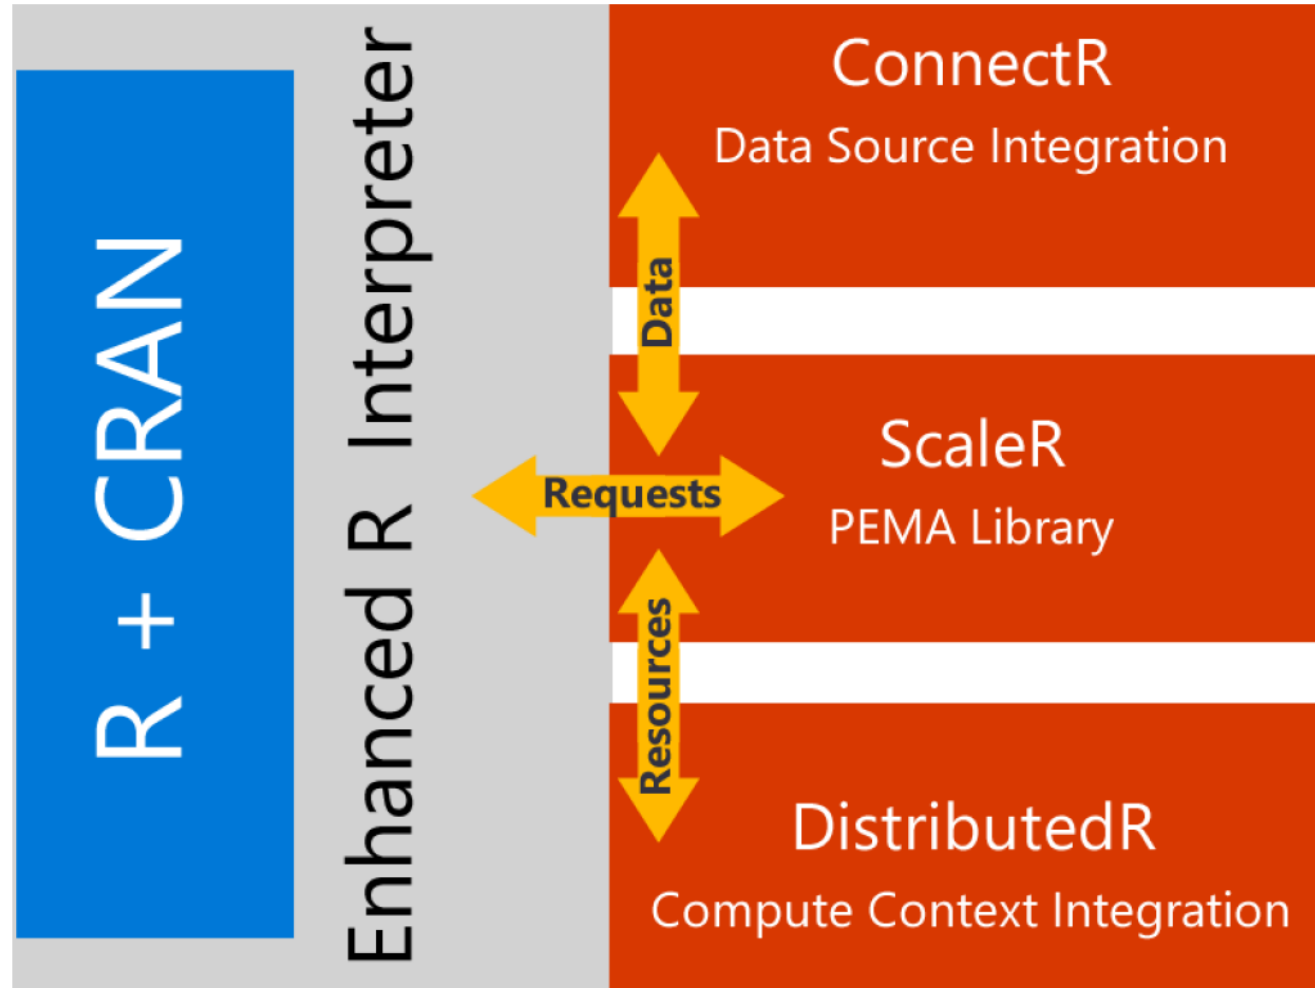 R + CRAN
Enhanced R Interpreter
ConnectR
Data Source Integration
Data
ScaleR
PEMA Library
Requests
Resources
DistributedR
Compute Context Integration